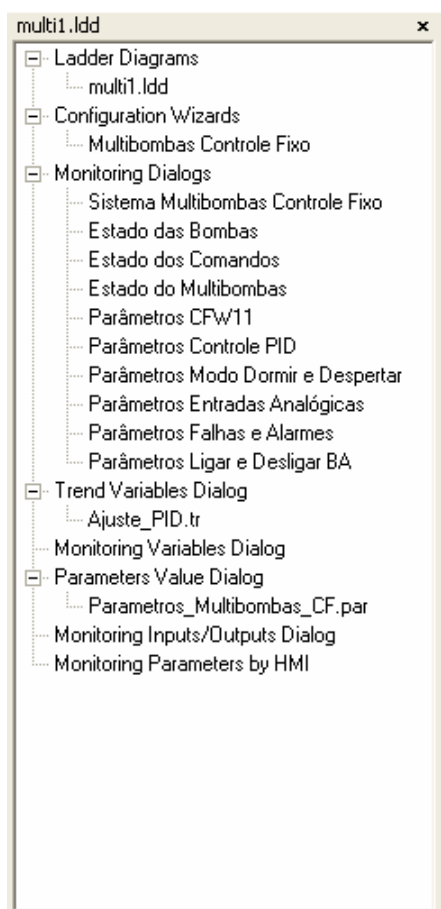 multi1.ldd x
Ladder Diagrams
multi1.ldd
Configuration Wizards
Multibombas Controle Fixo
Monitoring Dialogs
Sistema Multibombas Controle Fixo
Estado das Bombas
Estado dos Comandos
Estado do Multibombas
Parâmetros CFW11
Parâmetros Controle PID
Parâmetros Modo Dormir e Despertar
Parâmetros Entradas Analógicas
Parâmetros Falhas e Alarmes
Parâmetros Ligar e Desligar BA
Trend Variables Dialog
Ajuste_PID.tr
Monitoring Variables Dialog
Parameters Value Dialog
Parametros_Multibombas_CF.par
Monitoring Inputs/Outputs Dialog
Monitoring Parameters by HMI